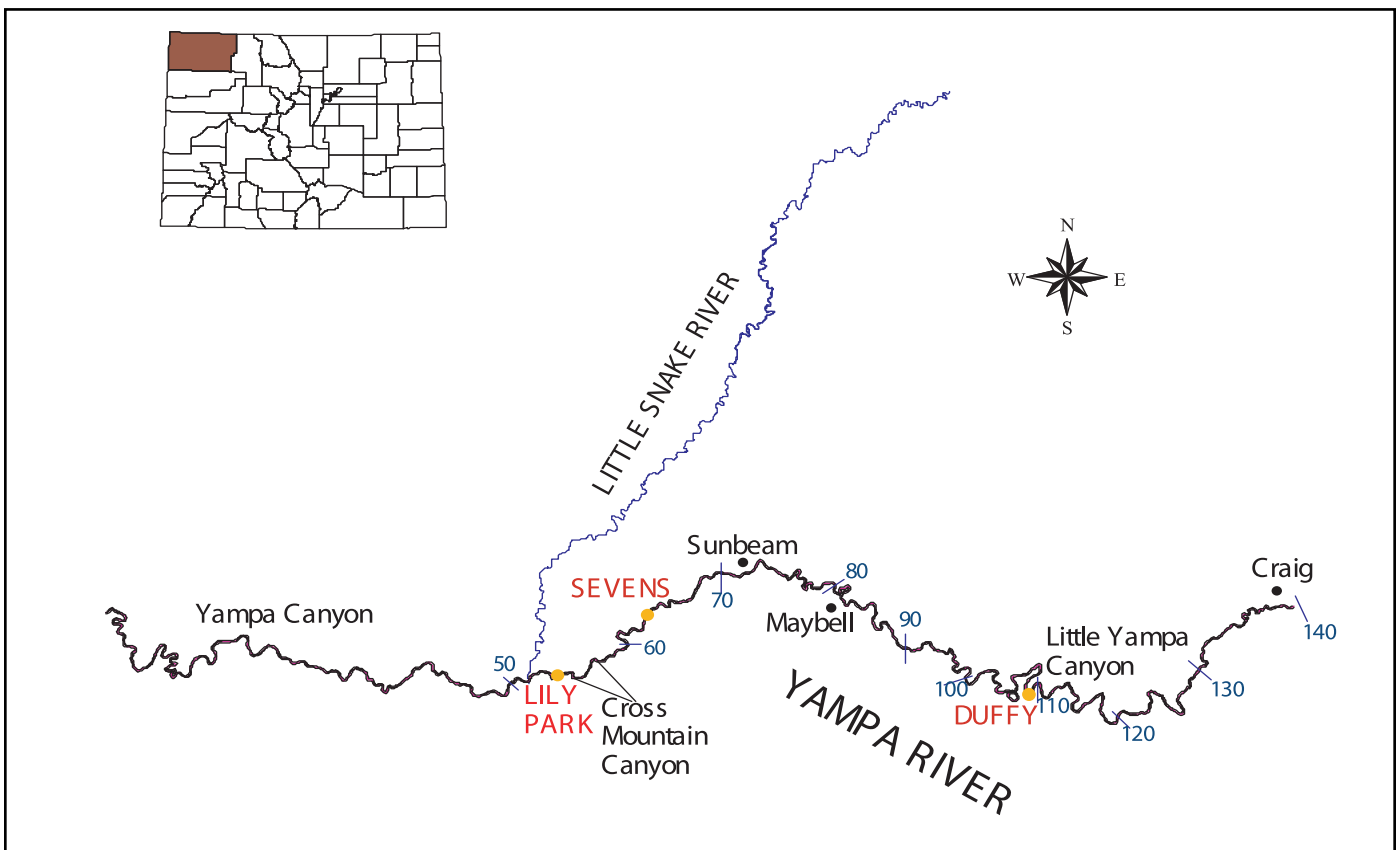 N
W
E
S
LITTLE SNAKE RIVER
Sunbeam
SEVENS
80
Craig
70
Yampa Canyon
Maybell
90
Little Yampa
Canyon
140
60
50
100
130
LILY
PARK
Cross
Mountain
Canyon
DUFFY
110
120
YAMPA RIVER